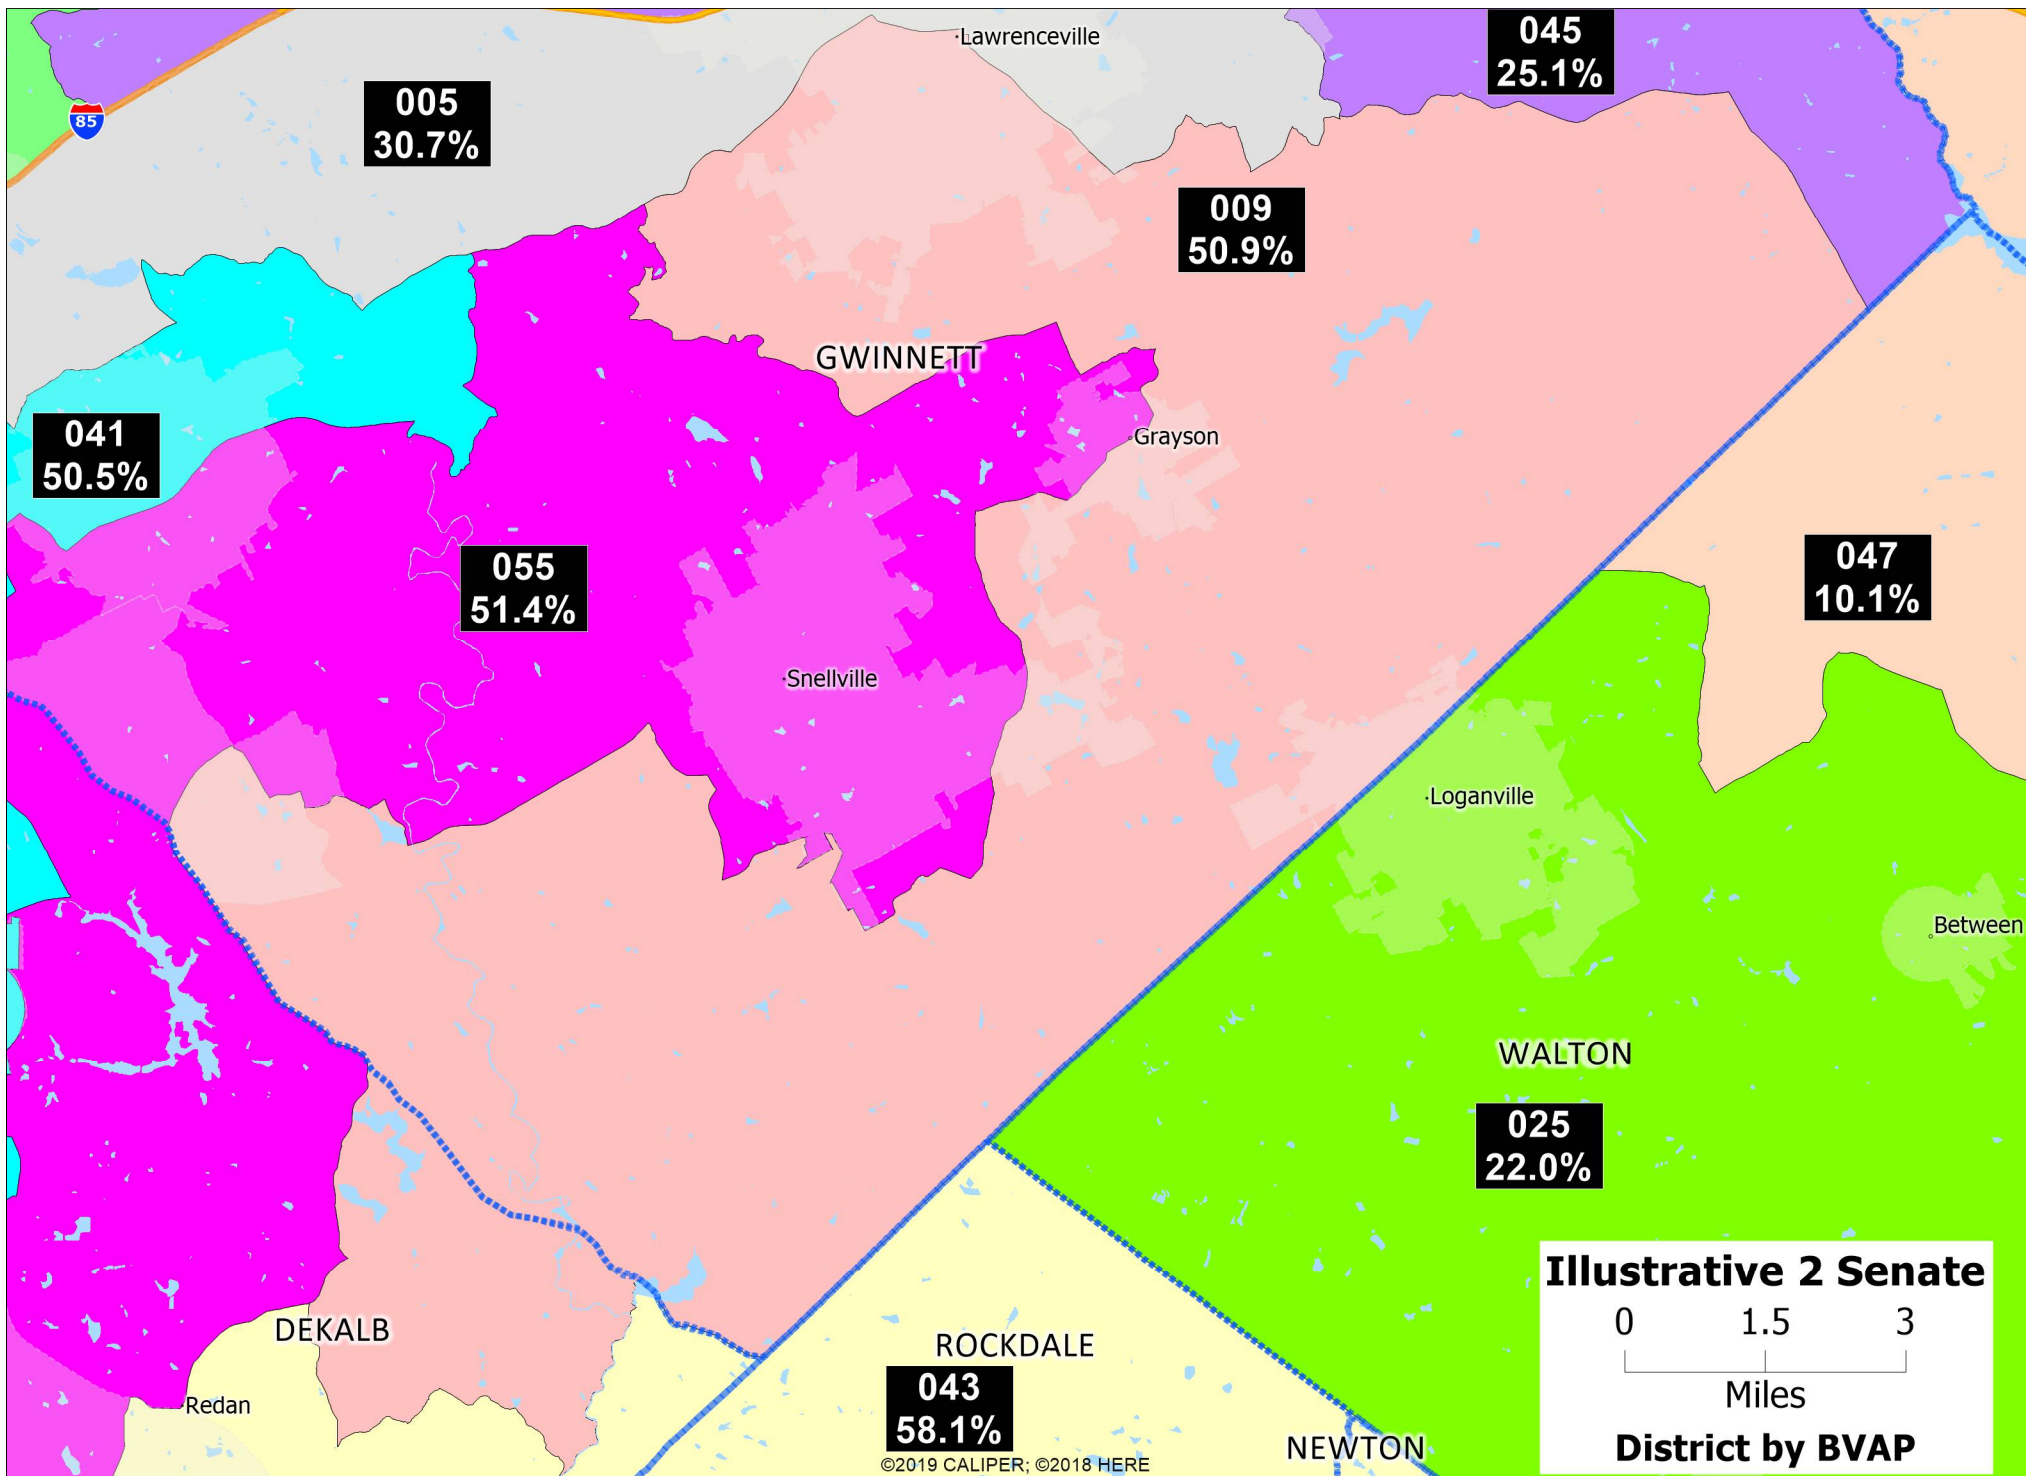 Lawrenceville
045
25.1%
85
005
30.7%
009
50.9%
GWINNETT
041
50.5%
Grayson
055
51.4%
047
10.1%
Snellville
Loganville
Between
WALTON
025
22.0%
DEKALB
ROCKDALE
Redan
043
58.1%
NEWTON
©2019 CALIPER; ©2018 HERE
Illustrative 2 Senate
0 1.5 3
Miles
District by BVAP